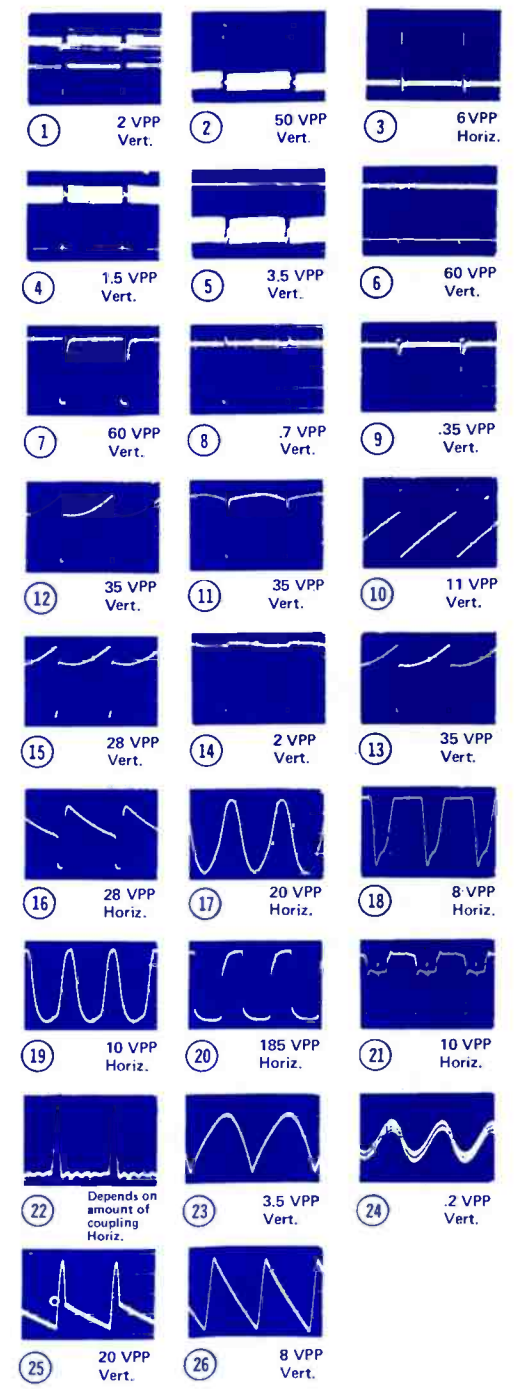 1 2 VPP
Vert.
2 50 VPP
Vert.
3 6 VPP
Horiz.
4 1.5 VPP
Vert.
5 3.5 VPP
Vert.
6 60 VPP
Vert.
7 60 VPP
Vert.
8 .7 VPP
Vert.
9 .35 VPP
Vert.
12 35 VPP
Vert.
11 35 VPP
Vert.
10 11 VPP
Vert.
15 28 VPP
Vert.
14 2 VPP
Vert.
13 35 VPP
Vert.
16 28 VPP
Horiz.
17 20 VPP
Horiz.
18 8 VPP
Horiz.
19 10 VPP
Horiz.
20 185 VPP
Horiz.
21 10 VPP
Horiz.
22 Depends on
amount of
coupling
Horiz.
23 3.5 VPP
Vert.
24 .2 VPP
Vert.
25 20 VPP
Vert.
26 8 VPP
Vert.